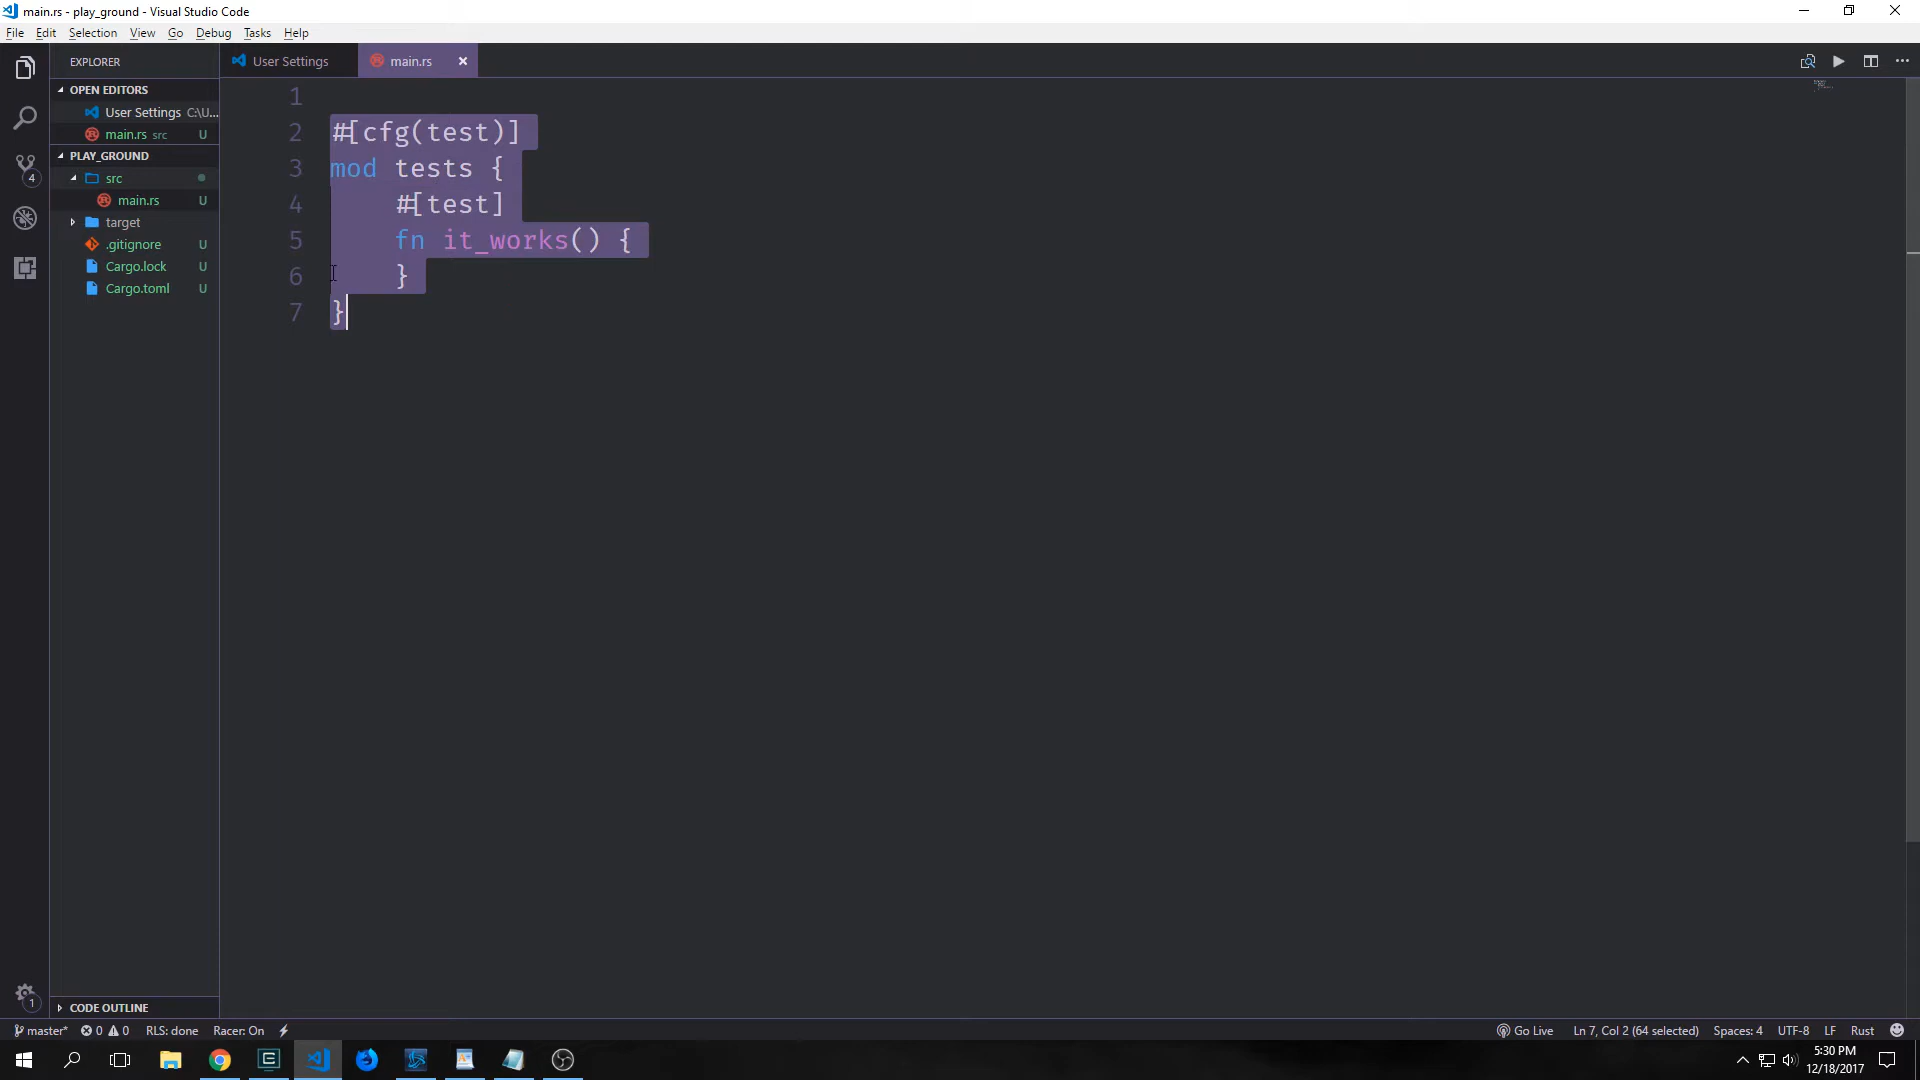 main.rs - play_ground - Visual Studio Code
File Edit Selection View Go Debug Tasks Help
EXPLORER
OPEN EDITORS
User Settings C:\U...
main.rs src U
PLAY_GROUND
src
main.rs U
target
.gitignore U
Cargo.lock U
Cargo.toml U
CODE OUTLINE
4
1
User Settings main.rs
1
2 #[cfg(test)]
3 mod tests {
4 #[test]
5 fn it_works() {
6 }
7 }
master* 0 0 RLS: done Racer: On Go Live Ln 7, Col 2 (64 selected) Spaces: 4 UTF-8 LF Rust
5:30 PM
12/18/2017